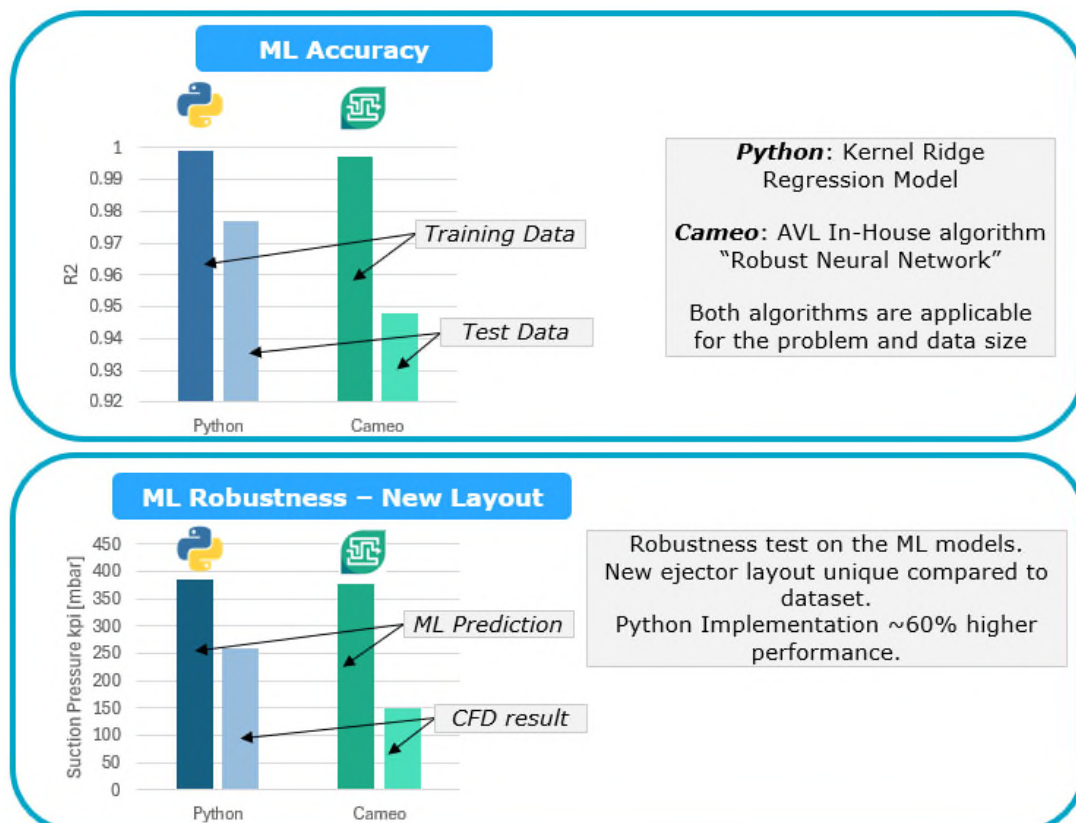 ML Accuracy
1
0.99
0.98
0.97
0.96
0.95
0.94
0.93
0.92
R2
Python
Cameo
Training Data
Test Data
Python: Kernel Ridge
Regression Model
Cameo: AVL In-House algorithm
“Robust Neural Network”
Both algorithms are applicable
for the problem and data size
ML Robustness – New Layout
450
400
350
300
250
200
150
100
50
0
Suction Pressure kpi [mbar]
Python
Cameo
ML Prediction
CFD result
Robustness test on the ML models.
New ejector layout unique compared to
dataset.
Python Implementation ~60% higher
performance.